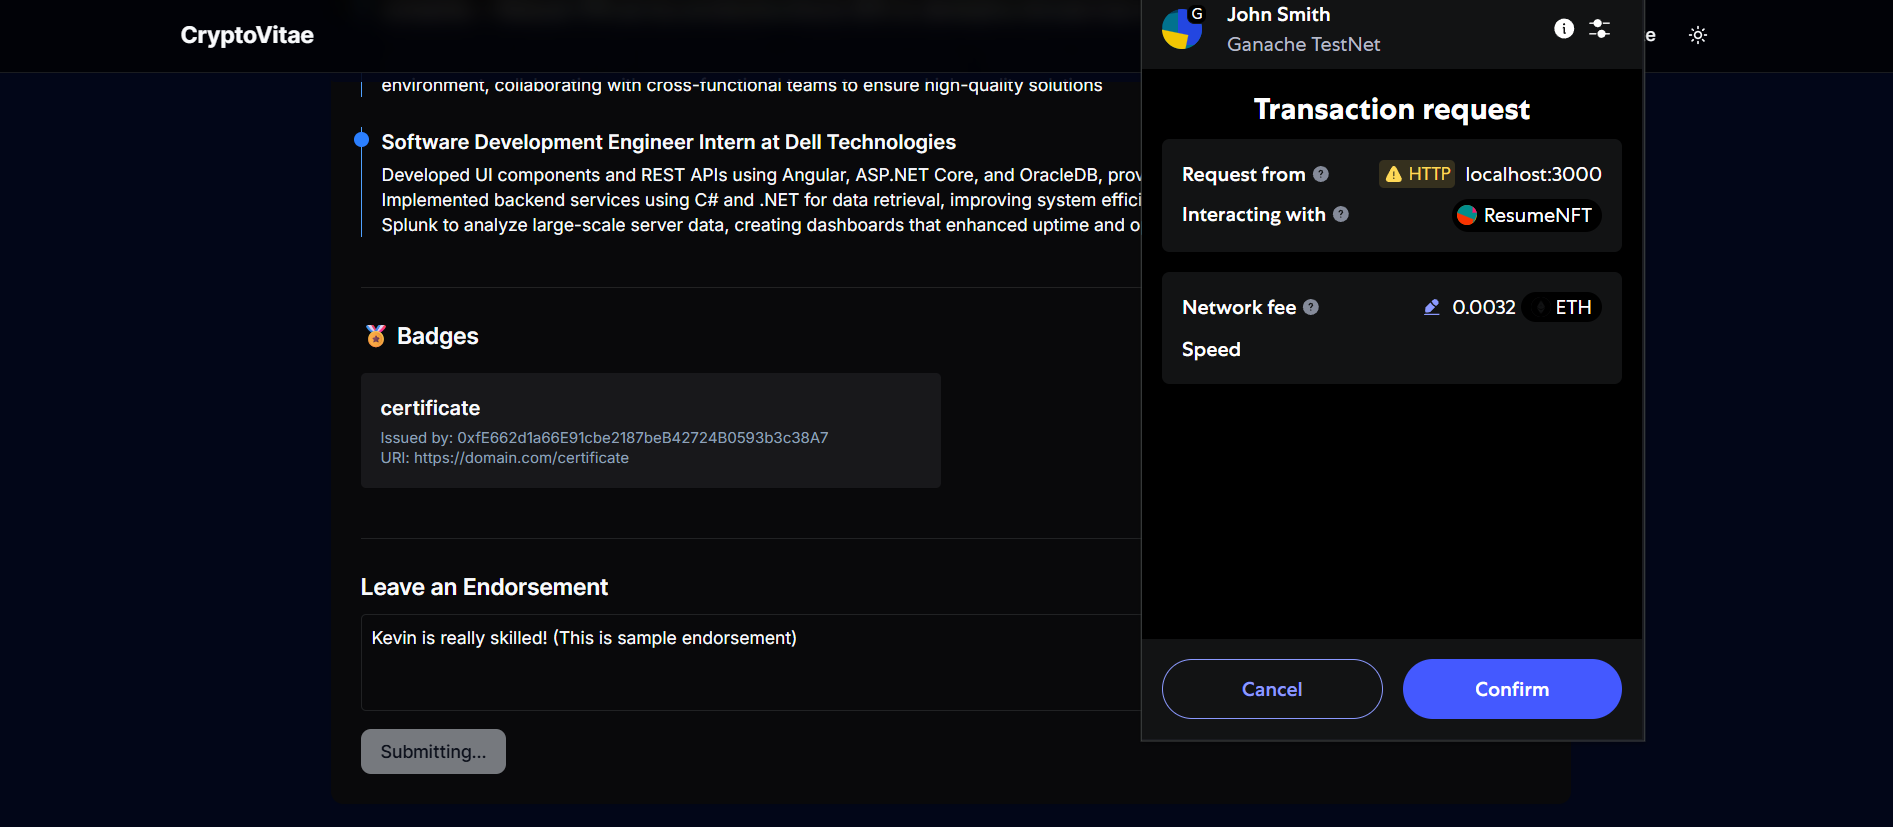 CryptoVitae
environment, collaborating with cross-functional teams to ensure high-quality solutions
Software Development Engineer Intern at Dell Technologies
Developed UI components and REST APIs using Angular, ASP.NET Core, and OracleDB, prov
Implemented backend services using C# and .NET for data retrieval, improving system effici
Splunk to analyze large-scale server data, creating dashboards that enhanced uptime and o
🏅 Badges
certificate
Issued by: 0xfE662d1a66E91cbe2187beB42724B0593b3c38A7
URI: https://domain.com/certificate
Leave an Endorsement
Kevin is really skilled! (This is sample endorsement)
Submitting...
G
John Smith
Ganache TestNet
e
Transaction request
Request from ? HTTP localhost:3000
Interacting with ? ResumeNFT
Network fee ? 0.0032 ETH
Speed
Cancel
Confirm